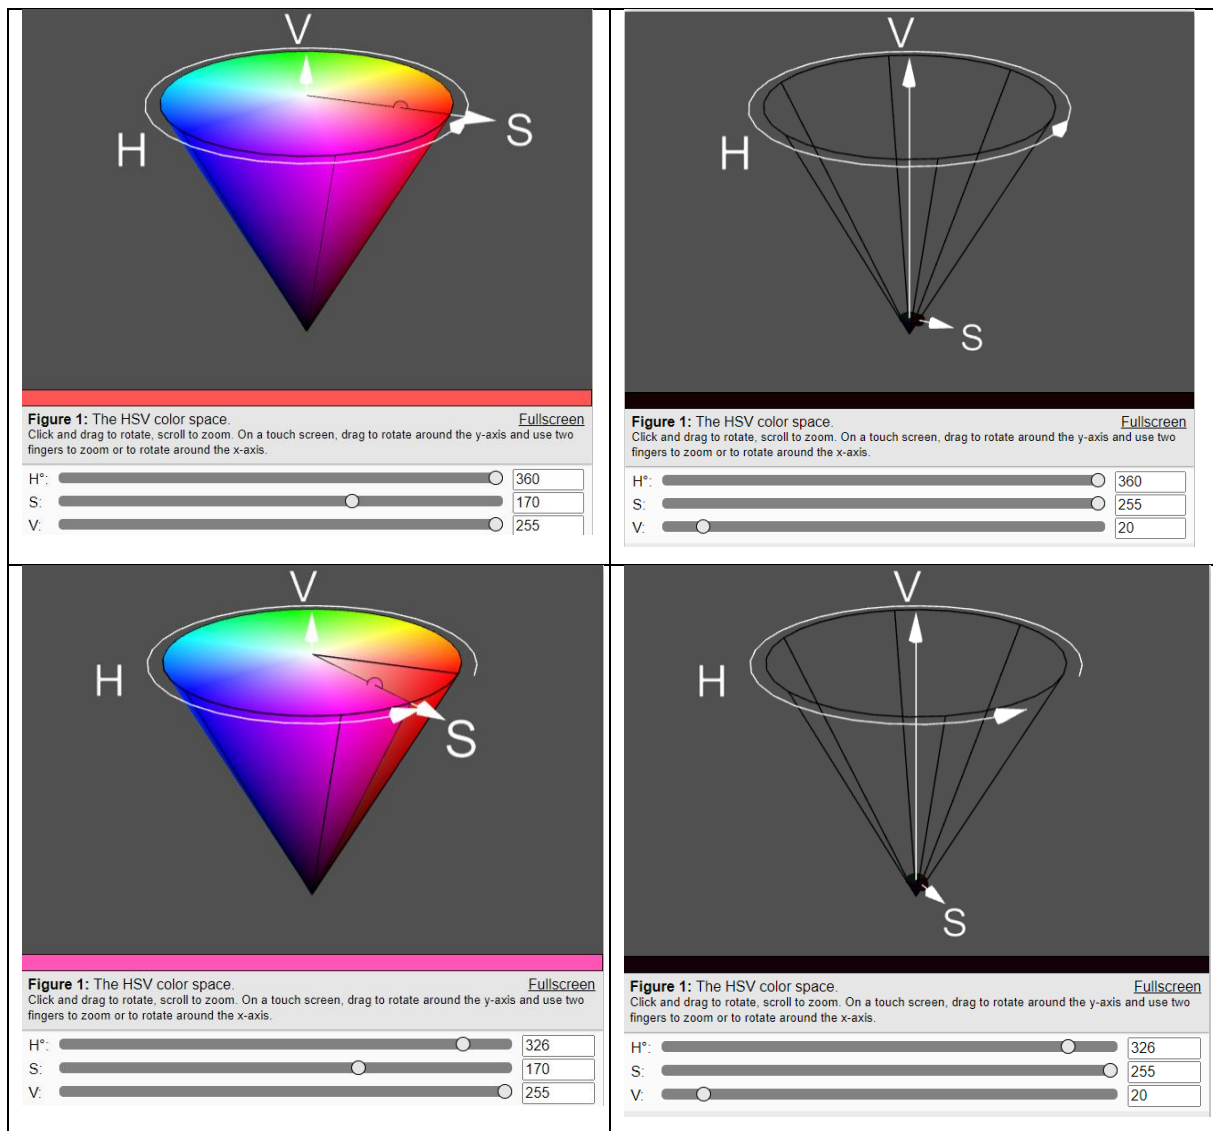 V
H
S
Figure 1: The HSV color space. Fullscreen
Click and drag to rotate, scroll to zoom. On a touch screen, drag to rotate around the y-axis and use two
fingers to zoom or to rotate around the x-axis.
H°: 360
S: 170
V: 255
V
H
S
Figure 1: The HSV color space. Fullscreen
Click and drag to rotate, scroll to zoom. On a touch screen, drag to rotate around the y-axis and use two
fingers to zoom or to rotate around the x-axis.
H°: 360
S: 255
V: 20
V
H
S
Figure 1: The HSV color space. Fullscreen
Click and drag to rotate, scroll to zoom. On a touch screen, drag to rotate around the y-axis and use two
fingers to zoom or to rotate around the x-axis.
H°: 326
S: 170
V: 255
V
H
S
Figure 1: The HSV color space. Fullscreen
Click and drag to rotate, scroll to zoom. On a touch screen, drag to rotate around the y-axis and use two
fingers to zoom or to rotate around the x-axis.
H°: 326
S: 255
V: 20